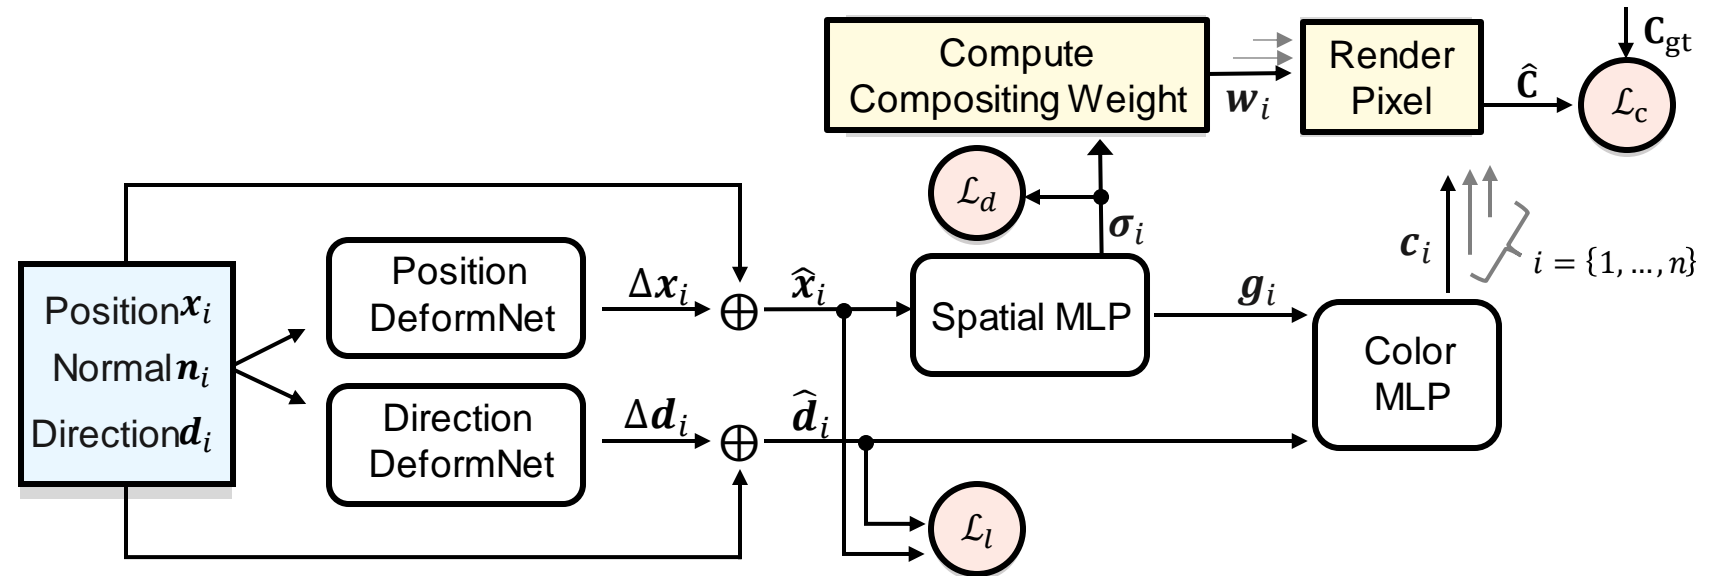 Compute
Compositing Weight
w_i
Render
Pixel
Ĉ
C_gt
ℒ_c
ℒ_d
σ_i
c_i
i = {1, ..., n}
Position x_i
Normal n_i
Direction d_i
Position
DeformNet
Δx_i
⊕
x̂_i
Spatial MLP
g_i
Color
MLP
Direction
DeformNet
Δd_i
⊕
d̂_i
ℒ_l